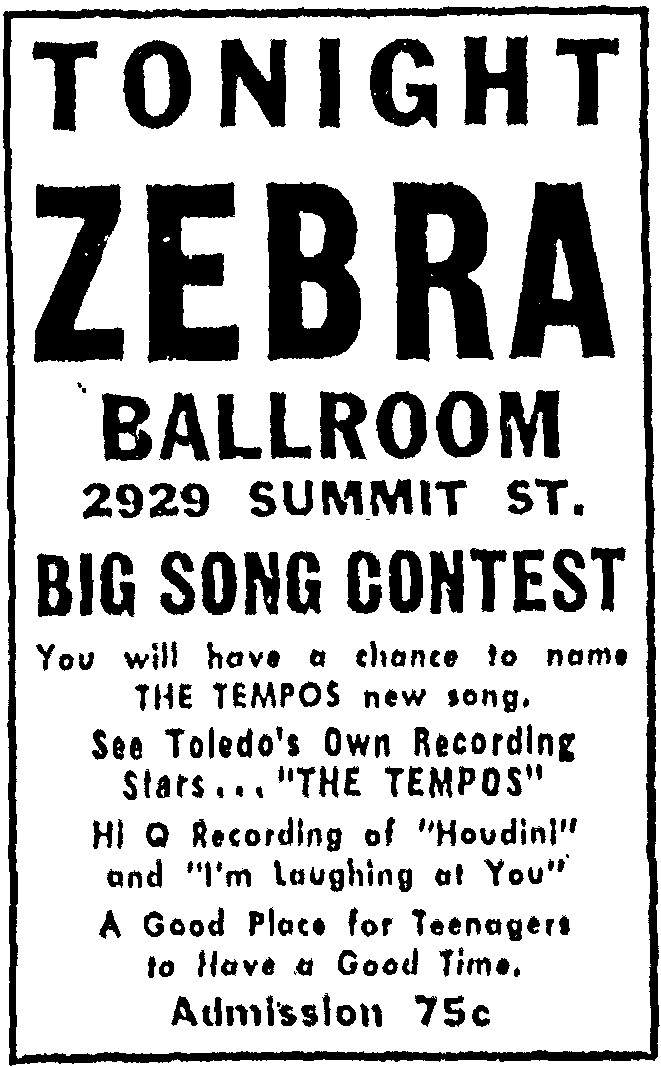 TONIGHT
ZEBRA
BALLROOM
2929 SUMMIT ST.
BIG SONG CONTEST
You will have a chance to name
THE TEMPOS new song.
See Toledo's Own Recording
Stars... "THE TEMPOS"
Hi Q Recording of "Houdini"
and "I'm Laughing at You"
A Good Place for Teenagers
to Have a Good Time.
Admission 75c